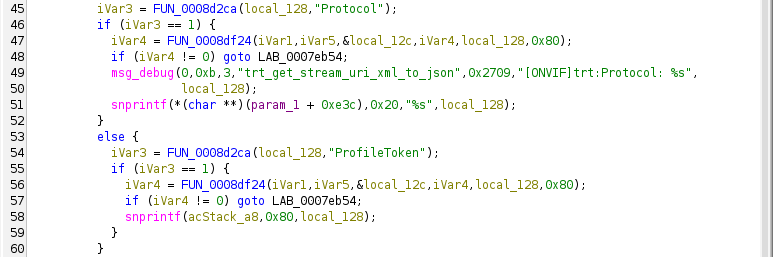 45 iVar3 = FUN_0008d2ca(local_128,"Protocol");
46 if (iVar3 == 1) {
47 iVar4 = FUN_0008df24(iVar1,iVar5,&local_12c,iVar4,local_128,0x80);
48 if (iVar4 != 0) goto LAB_0007eb54;
49 msg_debug(0,0xb,3,"trt_get_stream_uri_xml_to_json",0x2709,"[ONVIF]trt:Protocol: %s",
50 local_128);
51 snprintf(*(char **)(param_1 + 0xe3c),0x20,"%s",local_128);
52 }
53 else {
54 iVar3 = FUN_0008d2ca(local_128,"ProfileToken");
55 if (iVar3 == 1) {
56 iVar4 = FUN_0008df24(iVar1,iVar5,&local_12c,iVar4,local_128,0x80);
57 if (iVar4 != 0) goto LAB_0007eb54;
58 snprintf(acStack_a8,0x80,local_128);
59 }
60 }